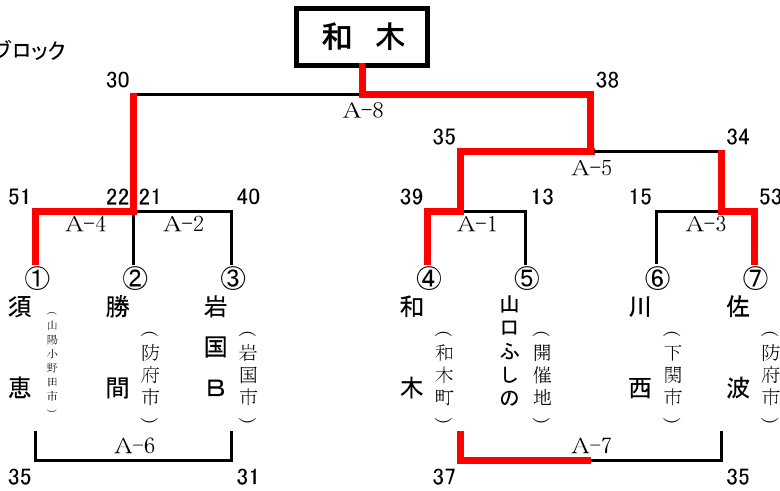 和 木
ブロック
30
38
A-8
35
34
A-5
51
22
21
40
39
13
15
53
A-4
A-2
A-1
A-3
①
②
③
④
⑤
⑥
⑦
須恵
(山陽小野田市)
勝間
(防府市)
岩国B
(岩国市)
和木
(和木町)
山口ふしの
(開催地)
川西
(下関市)
佐波
(防府市)
A-6
A-7
35
31
37
35